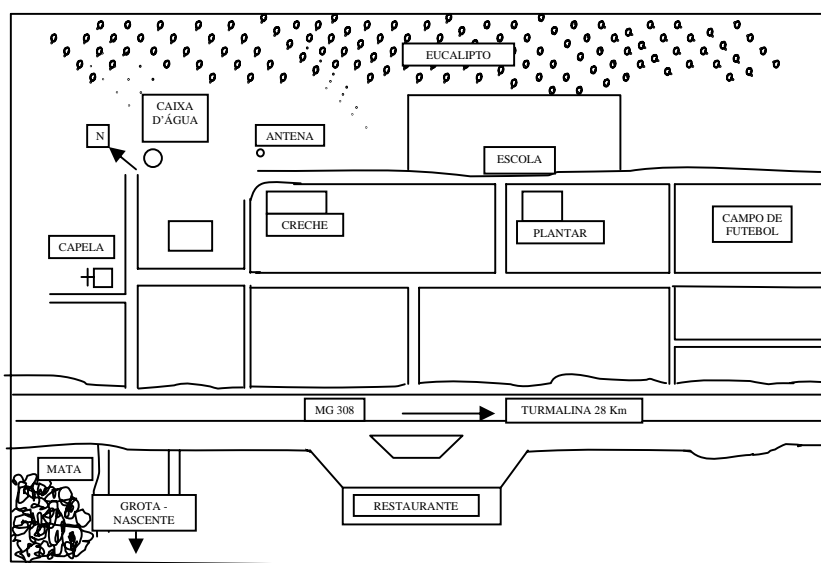 EUCALIPTO
CAIXA
D'ÁGUA
N
ANTENA
ESCOLA
CRECHE
PLANTAR
CAMPO DE
FUTEBOL
CAPELA
MG 308
TURMALINA 28 Km
MATA
GROTA -
NASCENTE
RESTAURANTE